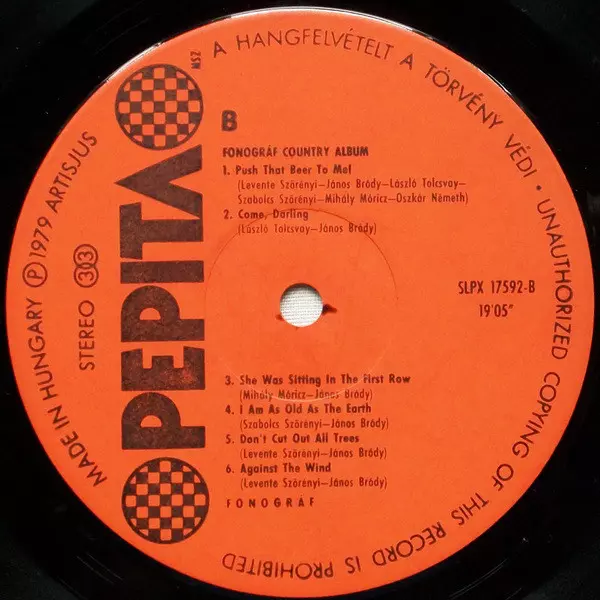 A HANGFELVÉTELT A TÖRVÉNY VÉDI • UNAUTHORIZED COPYING OF THIS RECORD IS PROHIBITED
MADE IN HUNGARY Ⓟ 1979 ARTISJUS
STEREO 33
PEPITA
MSZ
B
FONOGRÁF COUNTRY ALBUM
1. Push That Beer To Me!
(Levente Szörényi—János Bródy—László Tolcsvay—
Szabolcs Szörényi—Mihály Móricz—Oszkár Németh)
2. Come, Darling
(László Tolcsvay—János Bródy)
SLPX 17592-B
19'05"
3. She Was Sitting In The First Row
(Mihály Móricz—János Bródy)
4. I Am As Old As The Earth
(Szabolcs Szörényi—János Bródy)
5. Don't Cut Out All Trees
(Levente Szörényi—János Bródy)
6. Against The Wind
(Levente Szörényi—János Bródy)
FONOGRÁF